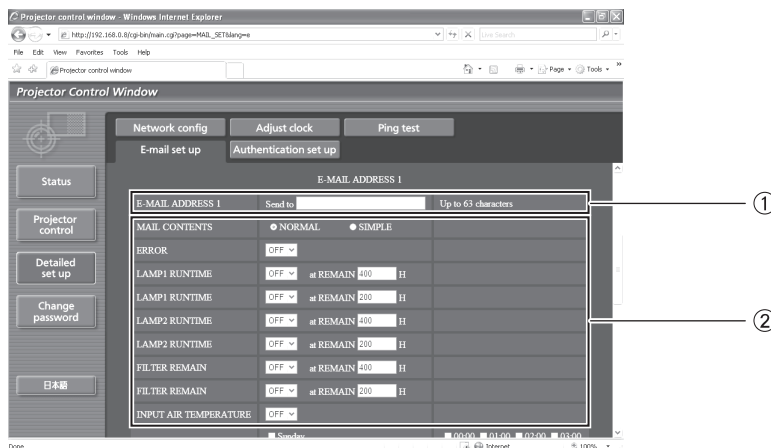 Projector control window - Windows Internet Explorer
http://192.168.0.8/cgi-bin/main.cgi?page=MAIL_SET&lang=e
Live Search
File Edit View Favorites Tools Help
Projector control window
Page Tools
Projector Control Window
Network config Adjust clock Ping test
E-mail set up Authentication set up
Status
Projector control
Detailed set up
Change password
日本語
E-MAIL ADDRESS 1
E-MAIL ADDRESS 1 Send to Up to 63 characters
MAIL CONTENTS NORMAL SIMPLE
ERROR OFF
LAMP1 RUNTIME OFF at REMAIN 400 H
LAMP1 RUNTIME OFF at REMAIN 200 H
LAMP2 RUNTIME OFF at REMAIN 400 H
LAMP2 RUNTIME OFF at REMAIN 200 H
FILTER REMAIN OFF at REMAIN 400 H
FILTER REMAIN OFF at REMAIN 200 H
INPUT AIR TEMPERATURE OFF
Sunday 00:00 01:00 02:00 03:00
Done Internet 100%
①
②